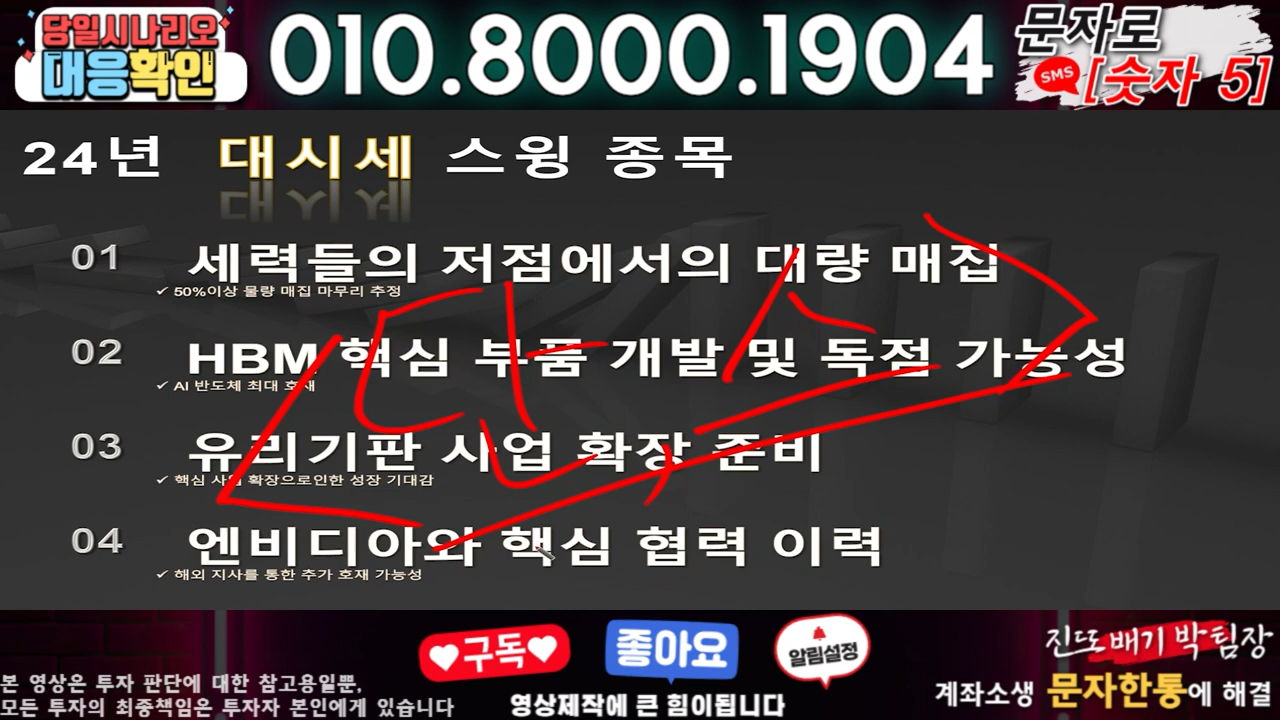 당일시나리오
대응확인
010.8000.1904
문자로
SMS
[숫자 5]
24년 대시세 스윙 종목
01 세력들의 저점에서의 대량 매집
✓ 50%이상 물량 매집 마무리 추정
02 HBM 핵심 부품 개발 및 독점 가능성
✓ AI 반도체 최대 호재
03 유리기판 사업 확장 준비
✓ 핵심 사업 확장으로인한 성장 기대감
04 엔비디아와 핵심 협력 이력
✓ 해외 지사를 통한 추가 호재 가능성
단 스
구독
좋아요
알림설정
영상제작에 큰 힘이됩니다
본 영상은 투자 판단에 대한 참고용일뿐,
모든 투자의 최종책임은 투자자 본인에게 있습니다
진또배기 박팀장
계좌소생 문자한통에 해결